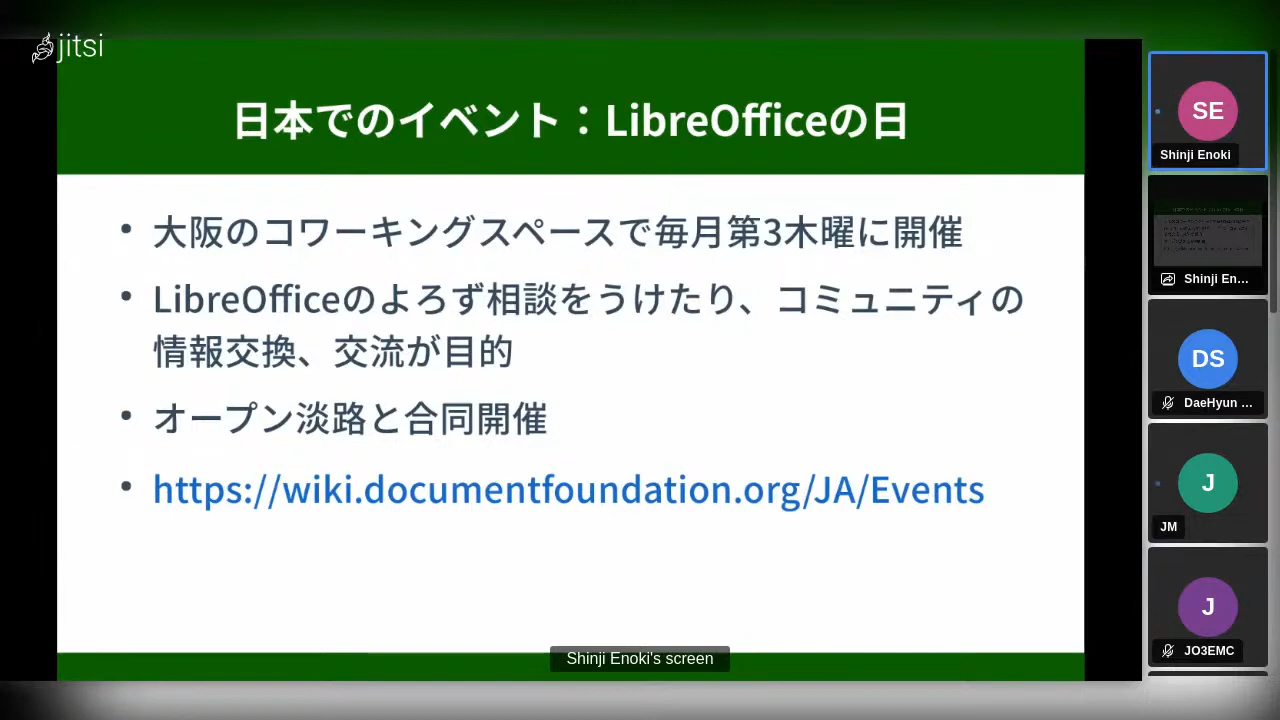 jitsi
日本でのイベント：LibreOfficeの日
• 大阪のコワーキングスペースで毎月第3木曜に開催
• LibreOfficeのよろず相談をうけたり、コミュニティの
情報交換、交流が目的
• オープン淡路と合同開催
• https://wiki.documentfoundation.org/JA/Events
Shinji Enoki's screen
SE
Shinji Enoki
Shinji En...
DS
DaeHyun ...
J
JM
J
JO3EMC